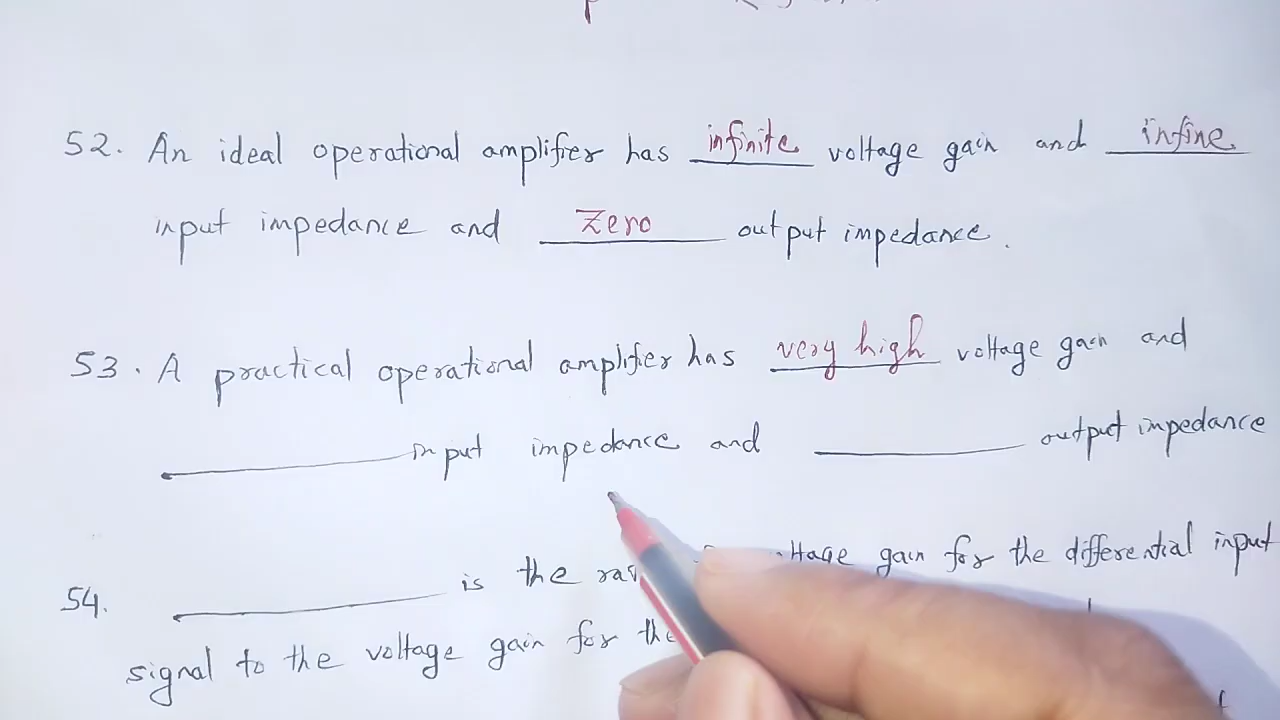 52. An ideal operational amplifier has infinite voltage gain and infine
input impedance and zero output impedance.
53. A practical operational amplifier has very high voltage gain and
input impedance and output impedance
54. is the voltage gain for the differential input
signal to the voltage gain for the